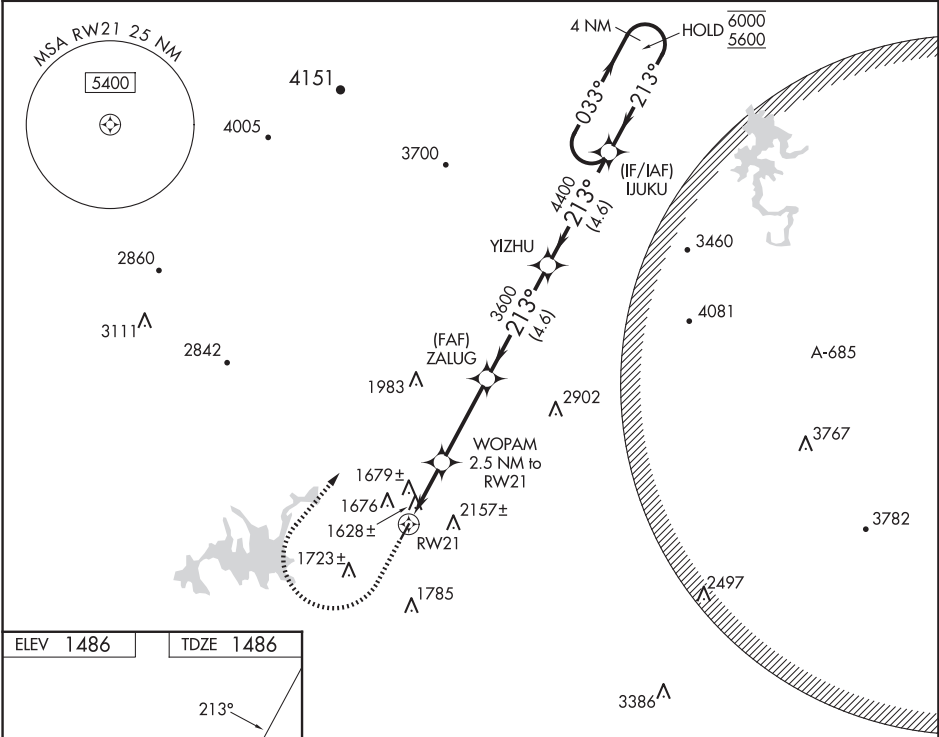 MSA RW21 25 NM
5400
4 NM
HOLD
6000
5600
4151
4005
3700
033°
213°
(IF/IAF)
IJUKU
4400
213°
(4.6)
YIZHU
3460
2860
3111
2842
4081
A-685
3600
213°
(4.6)
(FAF)
ZALUG
1983
2902
3767
WOPAM
2.5 NM to
RW21
1679±
1676
1628±
2157±
RW21
3782
1723±
1785
2497
ELEV 1486
TDZE 1486
213°
3386